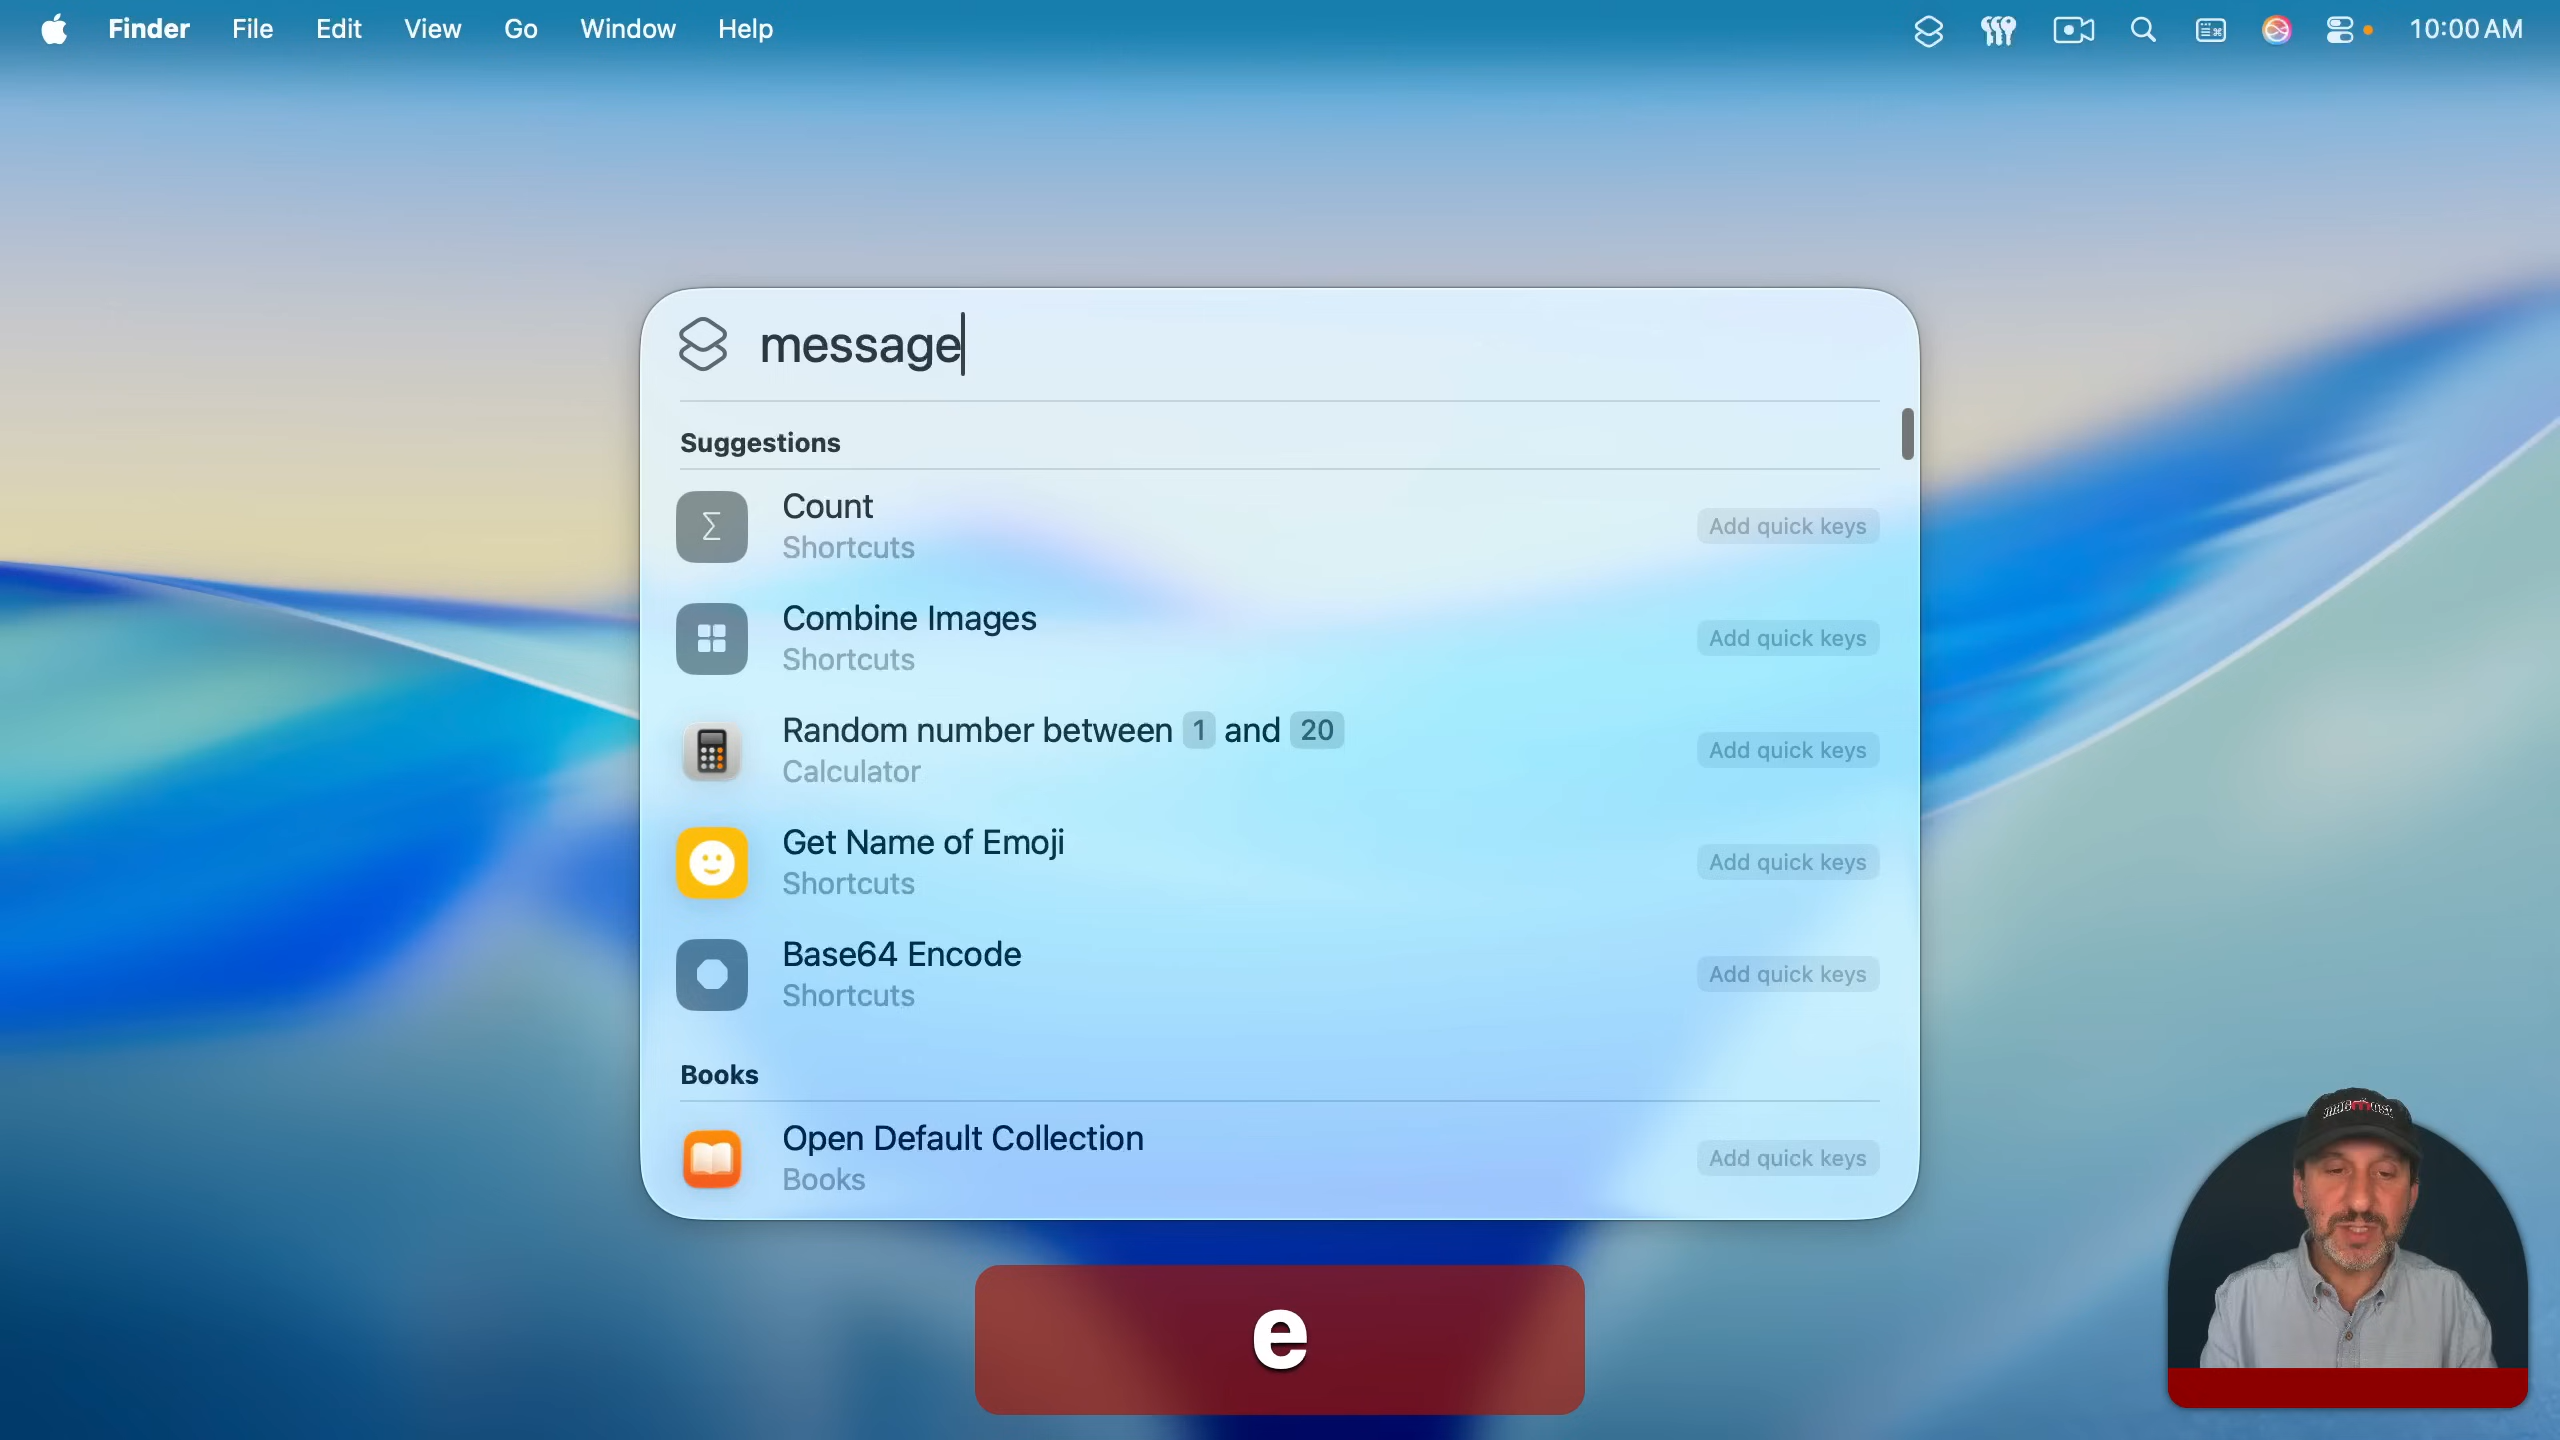 Finder File Edit View Go Window Help 10:00 AM
message
Suggestions
Count Add quick keys
Shortcuts
Combine Images Add quick keys
Shortcuts
Random number between 1 and 20 Add quick keys
Calculator
Get Name of Emoji Add quick keys
Shortcuts
Base64 Encode Add quick keys
Shortcuts
Books
Open Default Collection Add quick keys
Books
e
macmost